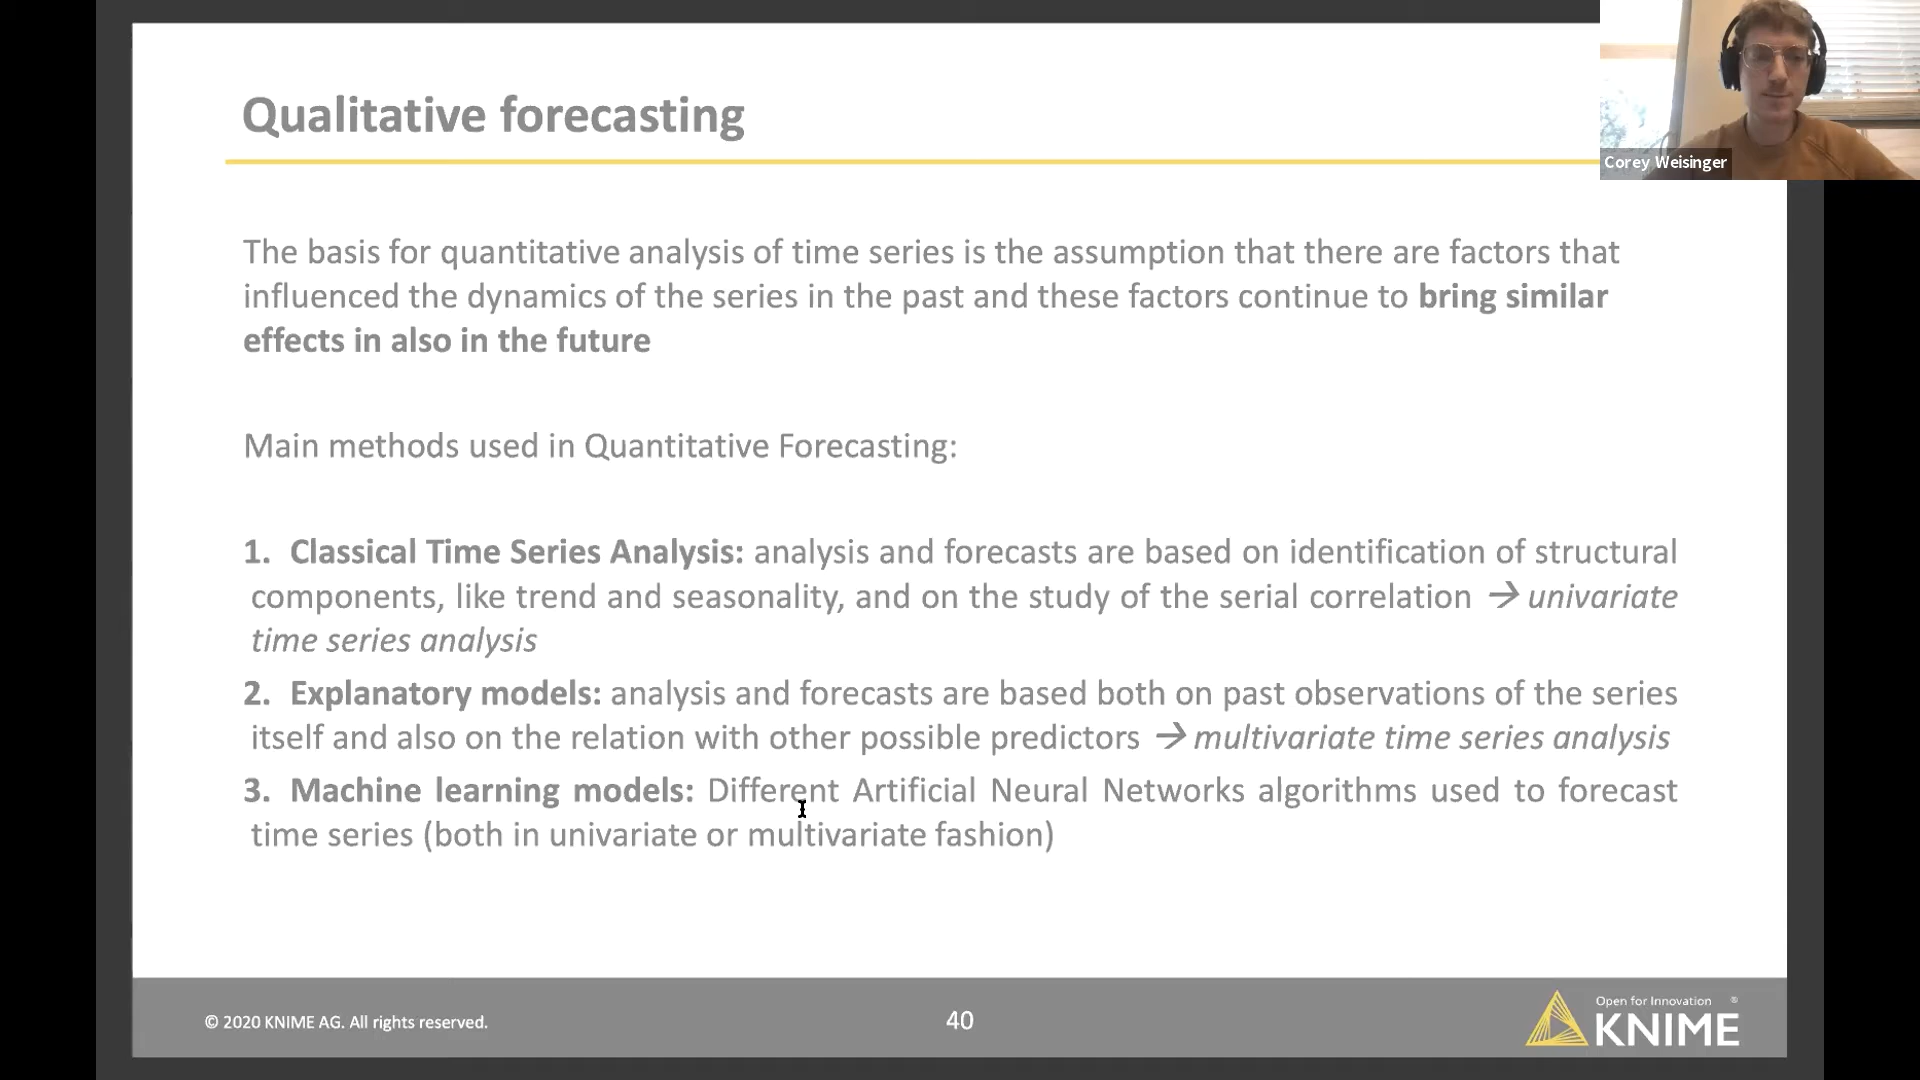 Qualitative forecasting
Corey Weisinger
The basis for quantitative analysis of time series is the assumption that there are factors that
influenced the dynamics of the series in the past and these factors continue to bring similar
effects in also in the future
Main methods used in Quantitative Forecasting:
1. Classical Time Series Analysis: analysis and forecasts are based on identification of structural
components, like trend and seasonality, and on the study of the serial correlation → univariate
time series analysis
2. Explanatory models: analysis and forecasts are based both on past observations of the series
itself and also on the relation with other possible predictors → multivariate time series analysis
3. Machine learning models: Different Artificial Neural Networks algorithms used to forecast
time series (both in univariate or multivariate fashion)
© 2020 KNIME AG. All rights reserved.
40
Open for Innovation ®
KNIME